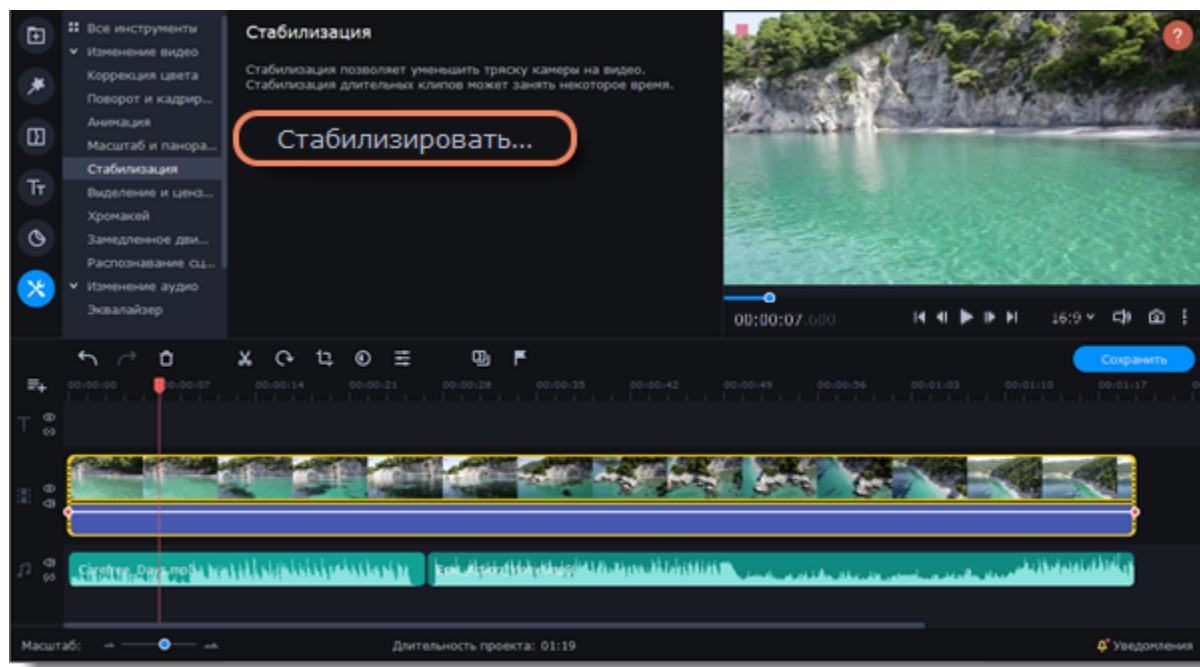 Все инструменты
Изменение видео
Коррекция цвета
Поворот и кадрир...
Анимация
Масштаб и панора...
Стабилизация
Выделение и ценз...
Хромакей
Замедленное дви...
Распознавание сц...
Изменение аудио
Эквалайзер
Стабилизация
Стабилизация позволяет уменьшить тряску камеры на видео.
Стабилизация длительных клипов может занять некоторое время.
Стабилизировать...
?
00:00:07.600
16:9
Сохранить
00:00:00 00:00:07 00:00:14 00:00:21 00:00:28 00:00:35 00:00:42 00:00:49 00:00:56 00:01:03 00:01:10 00:01:17
Carefree_Days.mp3
Масштаб:
Длительность проекта: 01:19
Уведомления